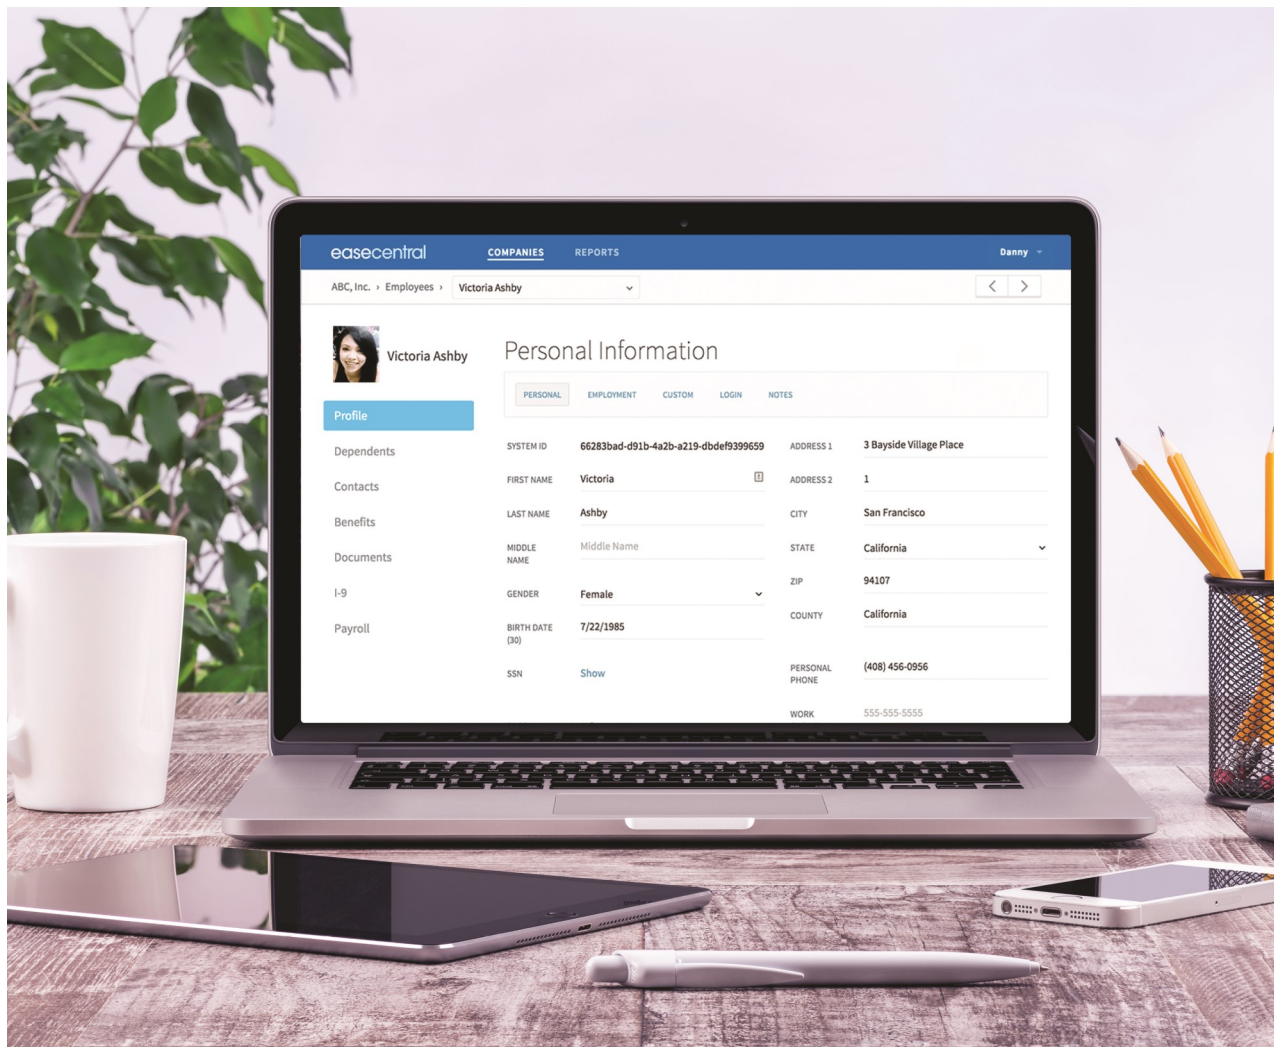 easecentral COMPANIES REPORTS Danny
ABC, Inc. › Employees › Victoria Ashby
Victoria Ashby
Personal Information
PERSONAL EMPLOYMENT CUSTOM LOGIN NOTES
Profile
Dependents
Contacts
Benefits
Documents
I-9
Payroll
SYSTEM ID 66283bad-d91b-4a2b-a219-dbdef9399659
FIRST NAME Victoria
LAST NAME Ashby
MIDDLE NAME Middle Name
GENDER Female
BIRTH DATE (30) 7/22/1985
SSN Show
ADDRESS 1 3 Bayside Village Place
ADDRESS 2 1
CITY San Francisco
STATE California
ZIP 94107
COUNTY California
PERSONAL PHONE (408) 456-0956
WORK 555-555-5555